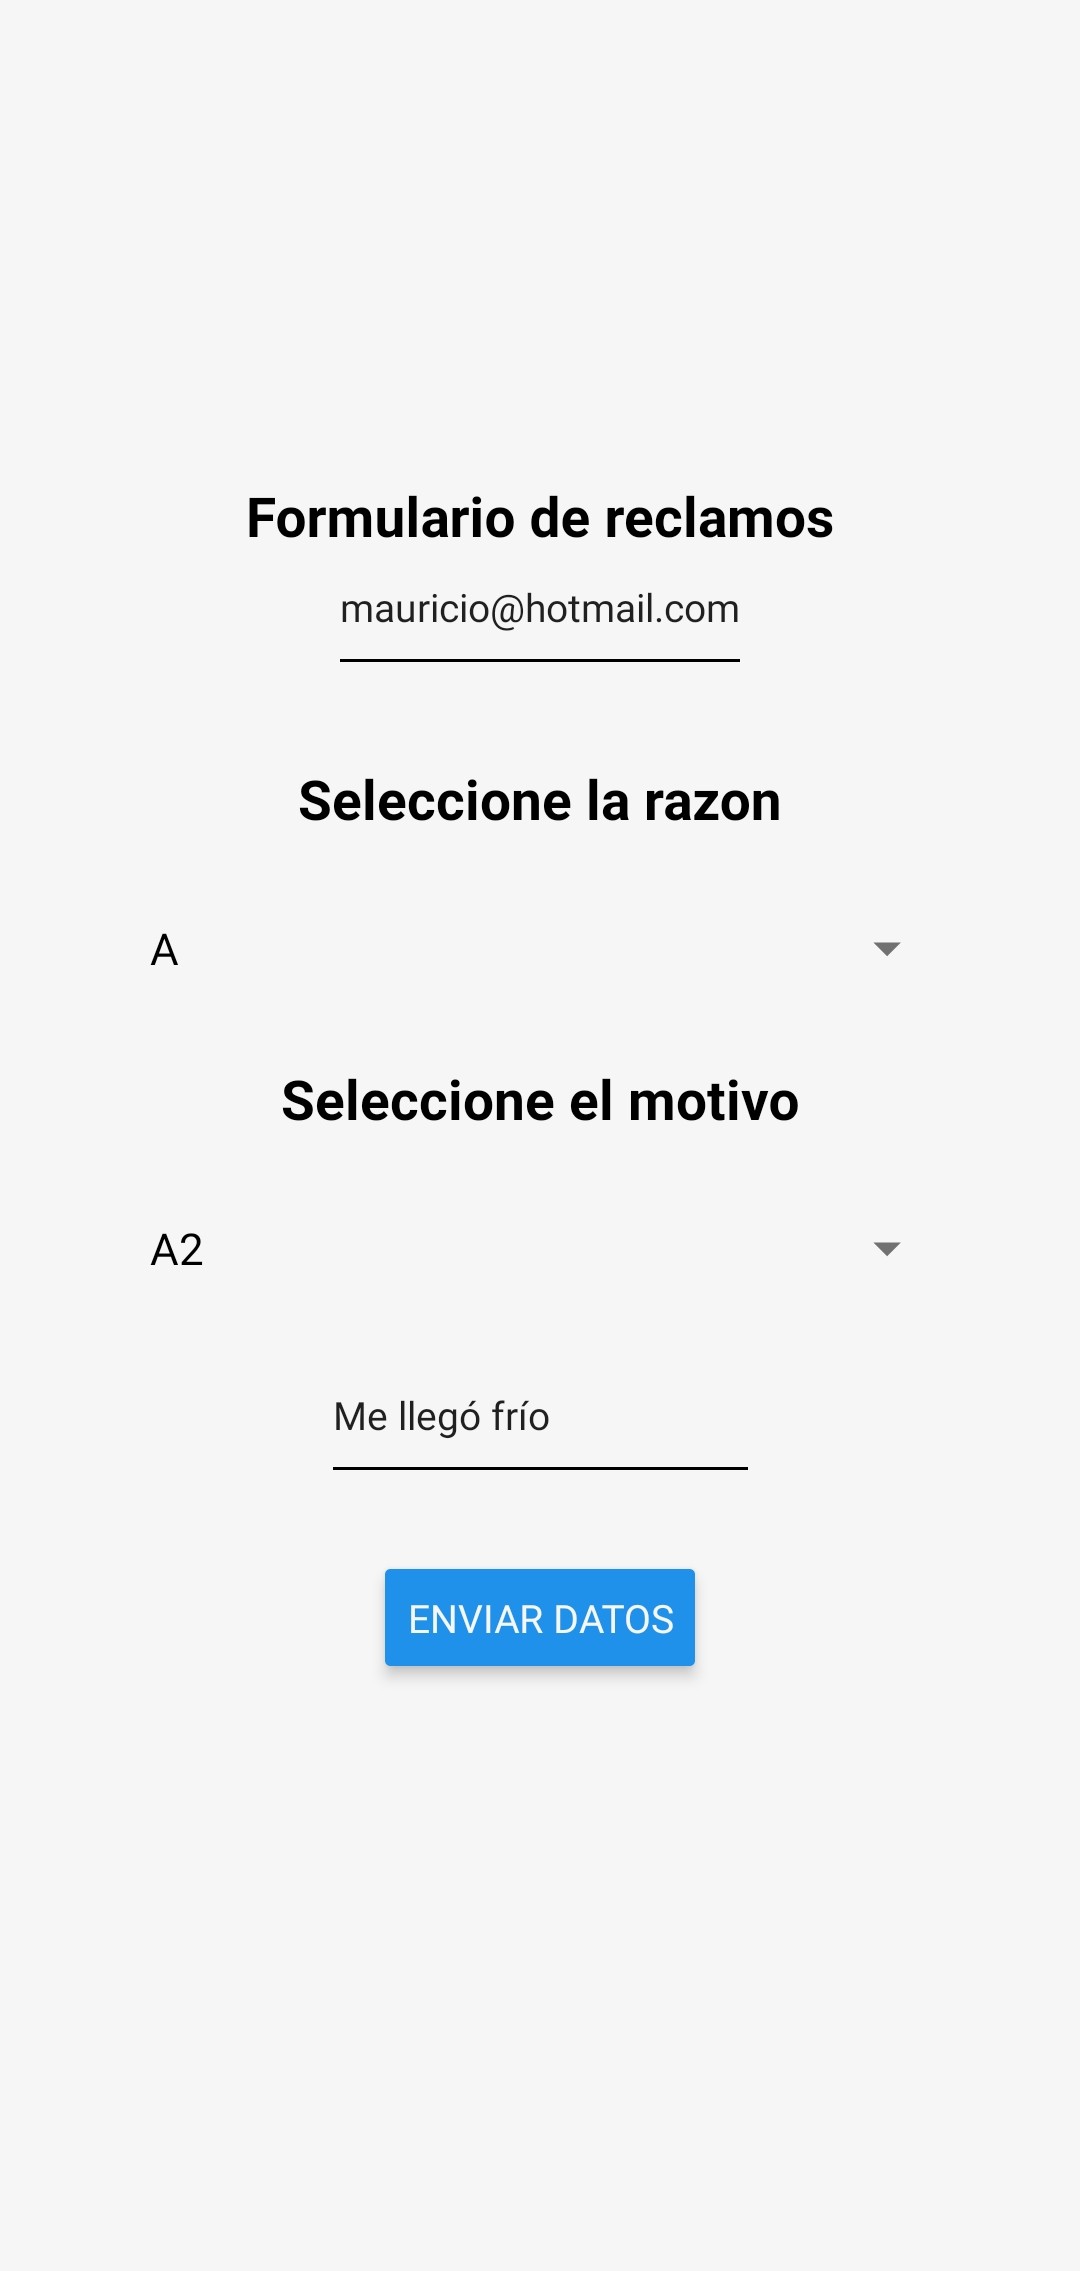 Formulario de reclamos
mauricio@hotmail.com
Seleccione la razon
A
Seleccione el motivo
A2
Me llegó frío
ENVIAR DATOS